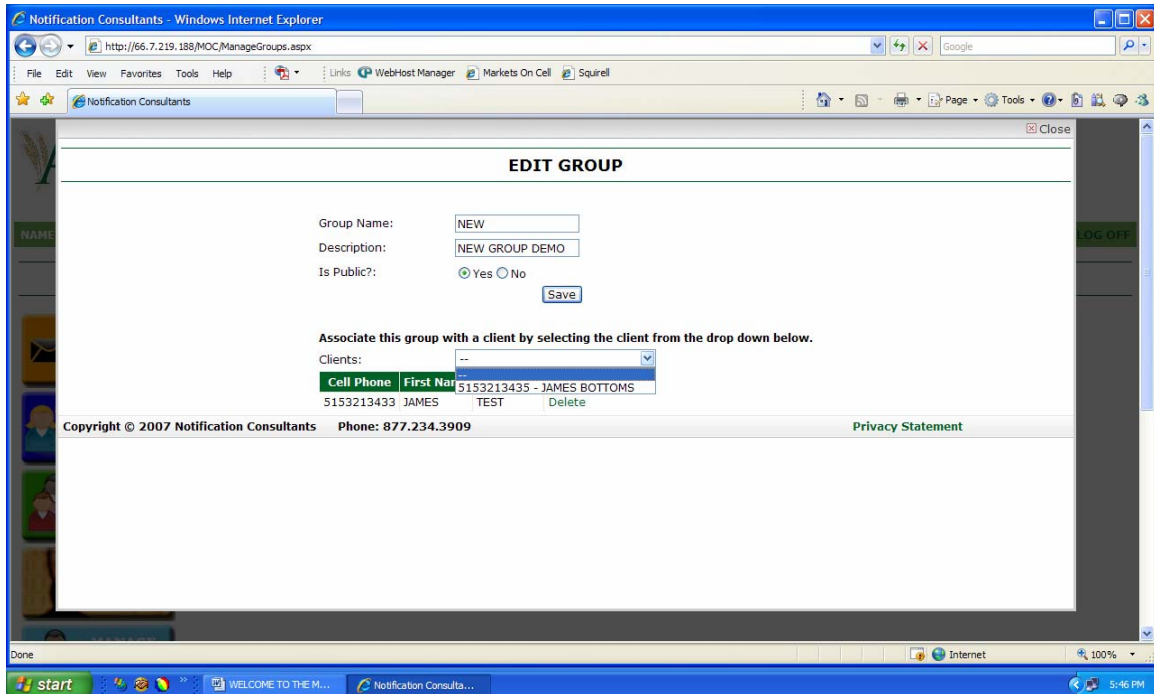 Notification Consultants - Windows Internet Explorer
http://66.7.219.188/MOC/ManageGroups.aspx
Google
File Edit View Favorites Tools Help
Links WebHost Manager Markets On Cell Squirell
Notification Consultants
Page Tools
Close
EDIT GROUP
NAME
LOG OFF
Group Name: NEW
Description: NEW GROUP DEMO
Is Public?: Yes No
Save
Associate this group with a client by selecting the client from the drop down below.
Clients: --
--
Cell Phone First Nam
5153213435 - JAMES BOTTOMS
5153213433 JAMES TEST Delete
Copyright © 2007 Notification Consultants Phone: 877.234.3909 Privacy Statement
MANAGE
Done Internet 100%
start WELCOME TO THE M... Notification Consulta... 5:46 PM